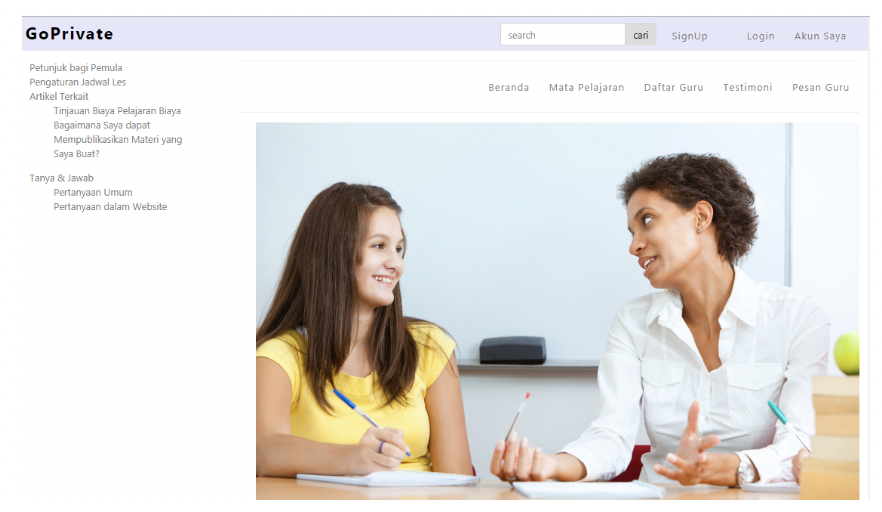 GoPrivate
search
cari
SignUp
Login
Akun Saya
Petunjuk bagi Pemula
Pengaturan Jadwal Les
Artikel Terkait
Tinjauan Biaya Pelajaran Biaya
Bagaimana Saya dapat
Mempublikasikan Materi yang
Saya Buat?
Tanya & Jawab
Pertanyaan Umum
Pertanyaan dalam Website
Beranda
Mata Pelajaran
Daftar Guru
Testimoni
Pesan Guru